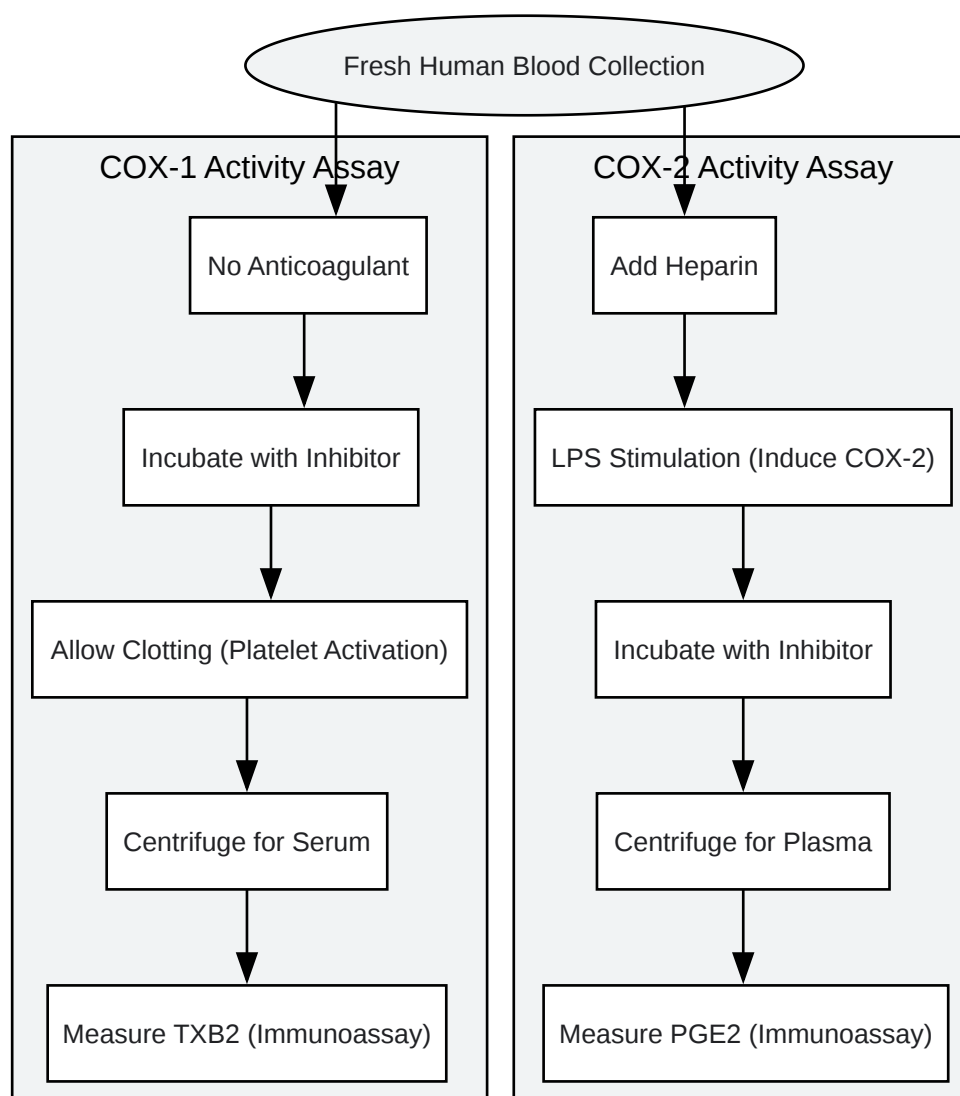 Fresh Human Blood Collection
COX-1 Activity Assay
No Anticoagulant
Incubate with Inhibitor
Allow Clotting (Platelet Activation)
Centrifuge for Serum
Measure TXB2 (Immunoassay)
COX-2 Activity Assay
Add Heparin
LPS Stimulation (Induce COX-2)
Incubate with Inhibitor
Centrifuge for Plasma
Measure PGE2 (Immunoassay)